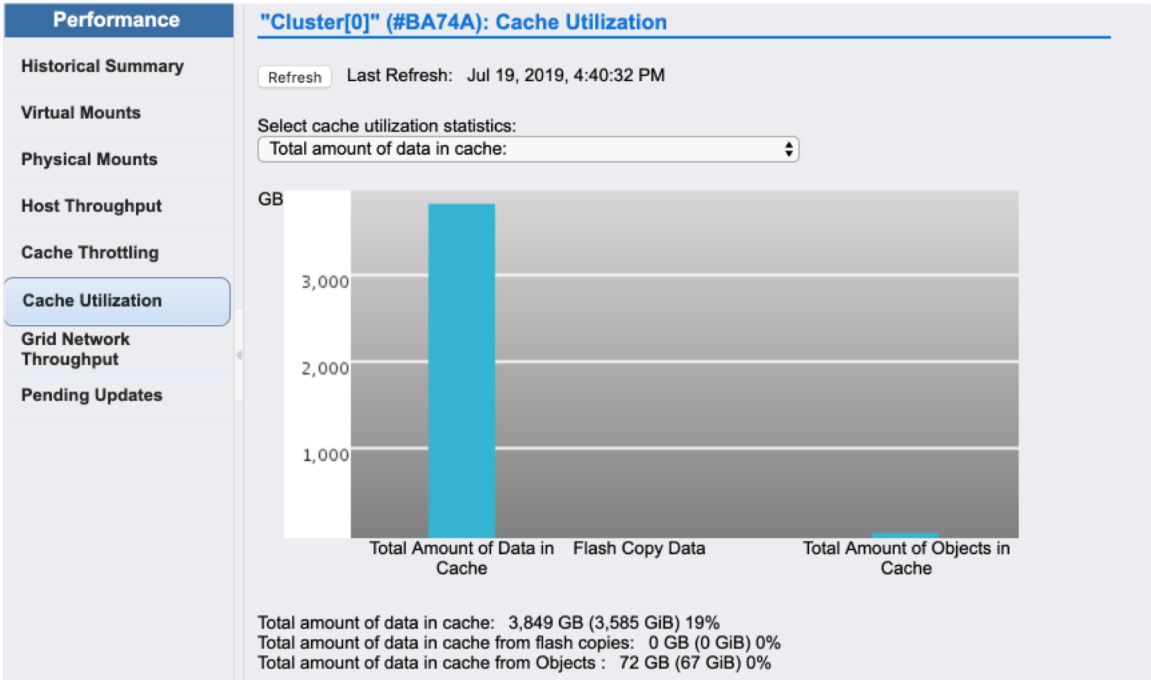 Performance
Historical Summary
Virtual Mounts
Physical Mounts
Host Throughput
Cache Throttling
Cache Utilization
Grid Network
Throughput
Pending Updates
"Cluster[0]" (#BA74A): Cache Utilization
Refresh Last Refresh: Jul 19, 2019, 4:40:32 PM
Select cache utilization statistics:
Total amount of data in cache:
GB
3,000
2,000
1,000
Total Amount of Data in
Cache
Flash Copy Data
Total Amount of Objects in
Cache
Total amount of data in cache: 3,849 GB (3,585 GiB) 19%
Total amount of data in cache from flash copies: 0 GB (0 GiB) 0%
Total amount of data in cache from Objects : 72 GB (67 GiB) 0%